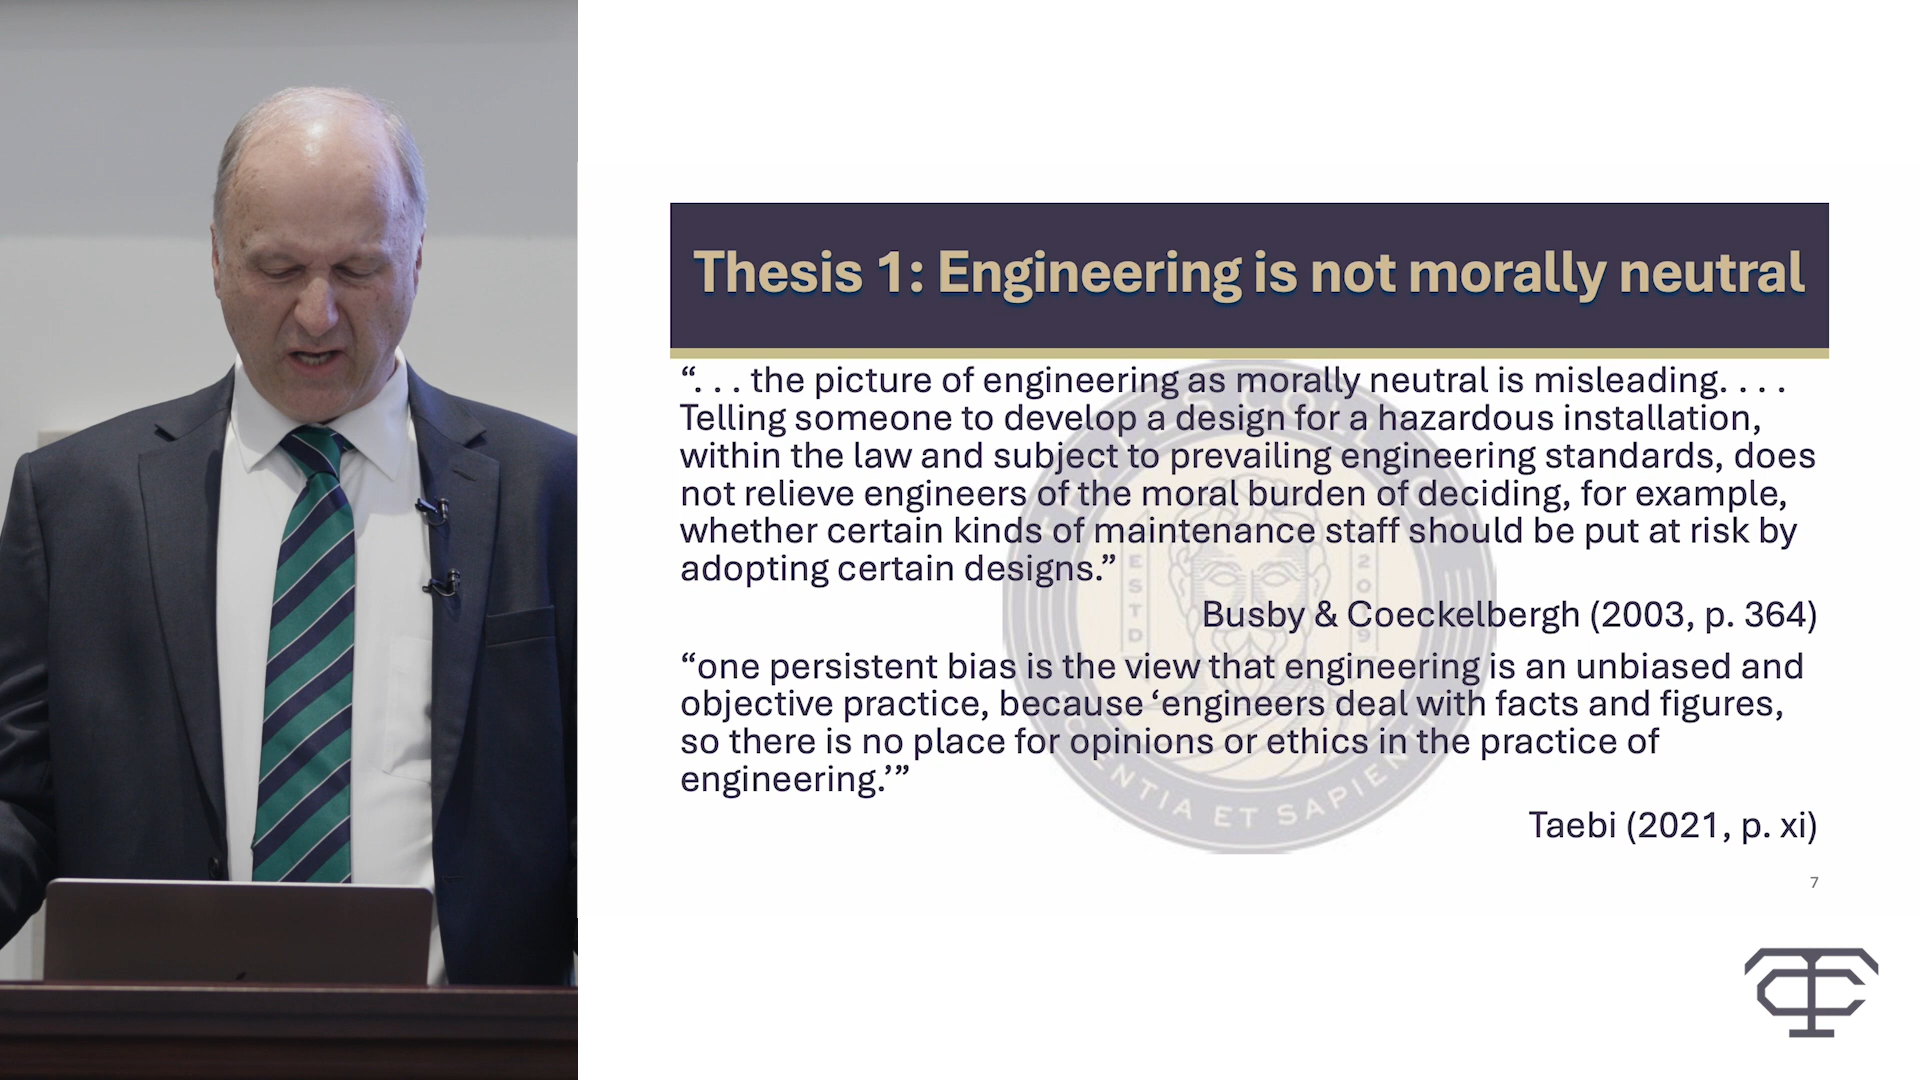 Thesis 1: Engineering is not morally neutral
“. . . the picture of engineering as morally neutral is misleading. . . .
Telling someone to develop a design for a hazardous installation,
within the law and subject to prevailing engineering standards, does
not relieve engineers of the moral burden of deciding, for example,
whether certain kinds of maintenance staff should be put at risk by
adopting certain designs.”
Busby & Coeckelbergh (2003, p. 364)
“one persistent bias is the view that engineering is an unbiased and
objective practice, because ‘engineers deal with facts and figures,
so there is no place for opinions or ethics in the practice of
engineering.’”
Taebi (2021, p. xi)
7
ESTD
ET SAPIEN